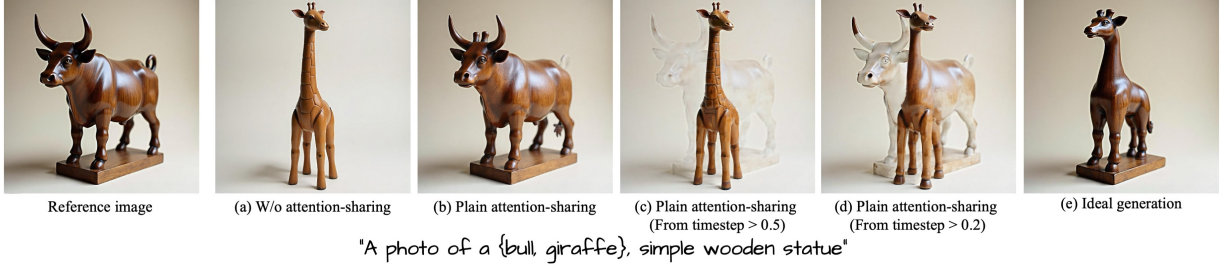 Reference image
(a) W/o attention-sharing
(b) Plain attention-sharing
(c) Plain attention-sharing
(From timestep > 0.5)
(d) Plain attention-sharing
(From timestep > 0.2)
(e) Ideal generation
"A photo of a {bull, giraffe}, simple wooden statue"